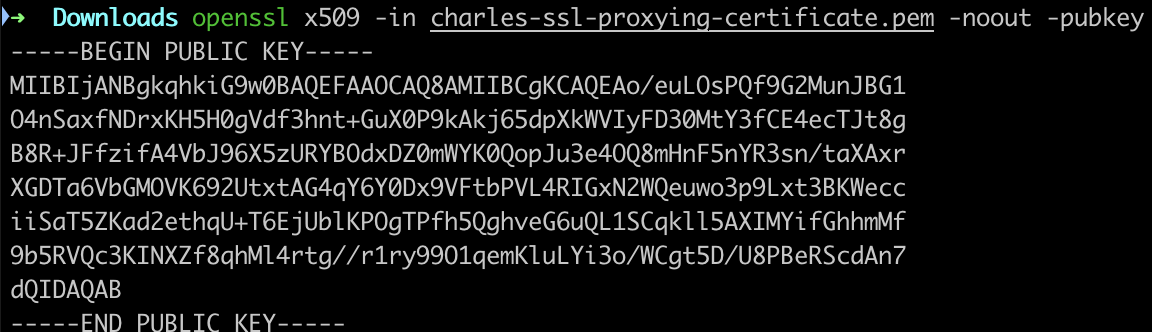 ➜ Downloads openssl x509 -in charles-ssl-proxying-certificate.pem -noout -pubkey
-----BEGIN PUBLIC KEY-----
MIIBIjANBgkqhkiG9w0BAQEFAAOCAQ8AMIIBCgKCAQEAo/euLOsPQf9G2MunJBG1
O4nSaxfNDrxKH5H0gVdf3hnt+GuX0P9kAkj65dpXkWVIyFD30MtY3fCE4ecTJt8g
B8R+JFfzifA4VbJ96X5zURYBOdxDZ0mWYK0QopJu3e4OQ8mHnF5nYR3sn/taXAxr
XGDTa6VbGMOVK692UtxtAG4qY6Y0Dx9VFtbPVL4RIGxN2WQeuwo3p9Lxt3BKWecc
iiSaT5ZKad2ethqU+T6EjUblKPOgTPfh5QghveG6uQL1SCqkll5AXIMYifGhhmMf
9b5RVQc3KINXZf8qhMl4rtg//r1ry99O1qemKluLYi3o/WCgt5D/U8PBeRScdAn7
dQIDAQAB
-----END PUBLIC KEY-----